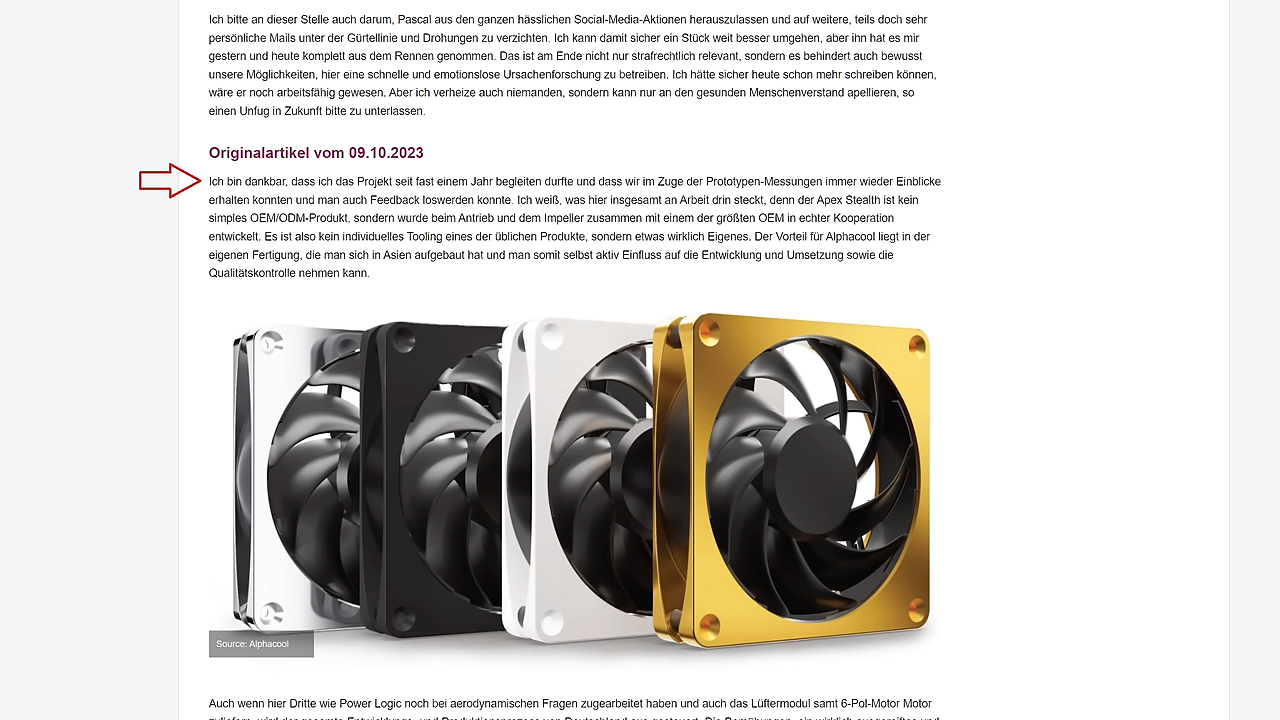 Ich bitte an dieser Stelle auch darum, Pascal aus den ganzen hässlichen Social-Media-Aktionen herauszulassen und auf weitere, teils doch sehr
persönliche Mails unter der Gürtellinie und Drohungen zu verzichten. Ich kann damit sicher ein Stück weit besser umgehen, aber ihn hat es mir
gestern und heute komplett aus dem Rennen genommen. Das ist am Ende nicht nur strafrechtlich relevant, sondern es behindert auch bewusst
unsere Möglichkeiten, hier eine schnelle und emotionslose Ursachenforschung zu betreiben. Ich hätte sicher heute schon mehr schreiben können,
wäre er noch arbeitsfähig gewesen. Aber ich verheize auch niemanden, sondern kann nur an den gesunden Menschenverstand apellieren, so
einen Unfug in Zukunft bitte zu unterlassen.
Originalartikel vom 09.10.2023
Ich bin dankbar, dass ich das Projekt seit fast einem Jahr begleiten durfte und dass wir im Zuge der Prototypen-Messungen immer wieder Einblicke
erhalten konnten und man auch Feedback loswerden konnte. Ich weiß, was hier insgesamt an Arbeit drin steckt, denn der Apex Stealth ist kein
simples OEM/ODM-Produkt, sondern wurde beim Antrieb und dem Impeller zusammen mit einem der größten OEM in echter Kooperation
entwickelt. Es ist also kein individuelles Tooling eines der üblichen Produkte, sondern etwas wirklich Eigenes. Der Vorteil für Alphacool liegt in der
eigenen Fertigung, die man sich in Asien aufgebaut hat und man somit selbst aktiv Einfluss auf die Entwicklung und Umsetzung sowie die
Qualitätskontrolle nehmen kann.
Source: Alphacool
Auch wenn hier Dritte wie Power Logic noch bei aerodynamischen Fragen zugearbeitet haben und auch das Lüftermodul samt 6-Pol-Motor Motor